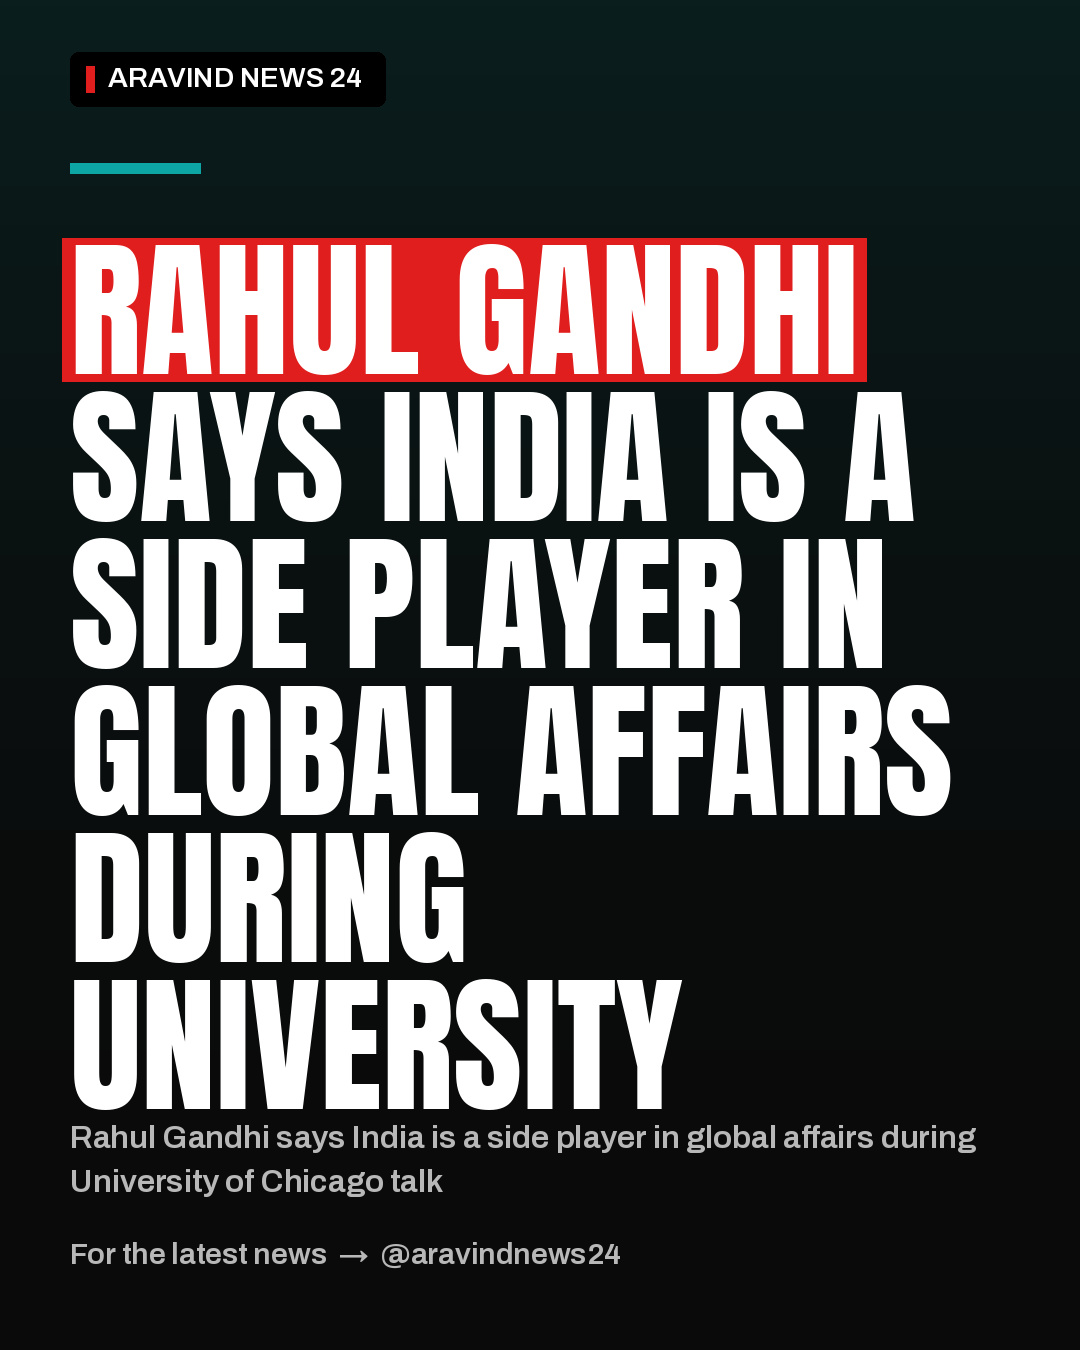 ARAVIND NEWS 24
RAHUL GANDHI
SAYS INDIA IS A
SIDE PLAYER IN
GLOBAL AFFAIRS
DURING
UNIVERSITY
Rahul Gandhi says India is a side player in global affairs during
University of Chicago talk
For the latest news → @aravindnews24